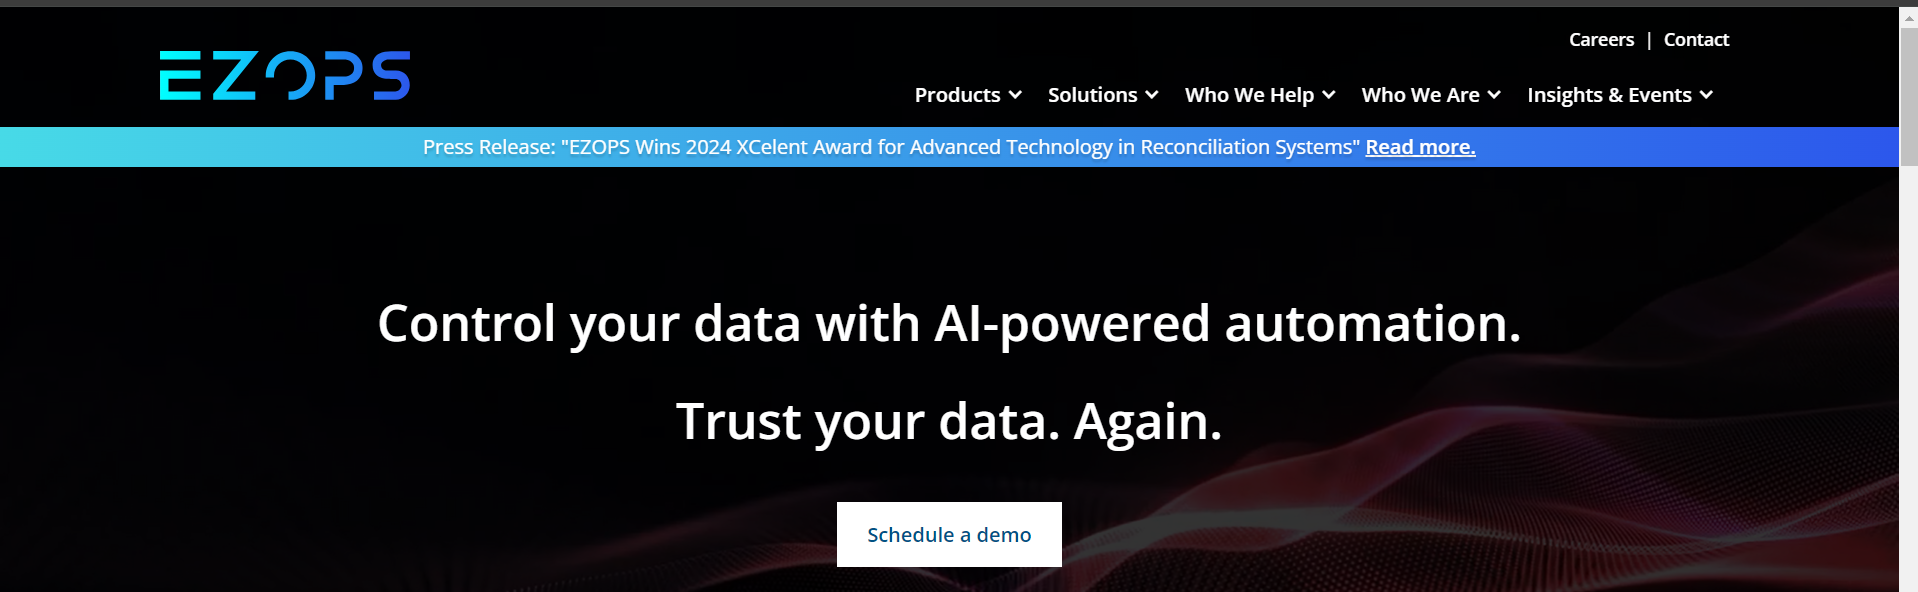 Careers | Contact
EZOPS
Products Solutions Who We Help Who We Are Insights & Events
Press Release: "EZOPS Wins 2024 XCelent Award for Advanced Technology in Reconciliation Systems" Read more.
Control your data with AI-powered automation.
Trust your data. Again.
Schedule a demo